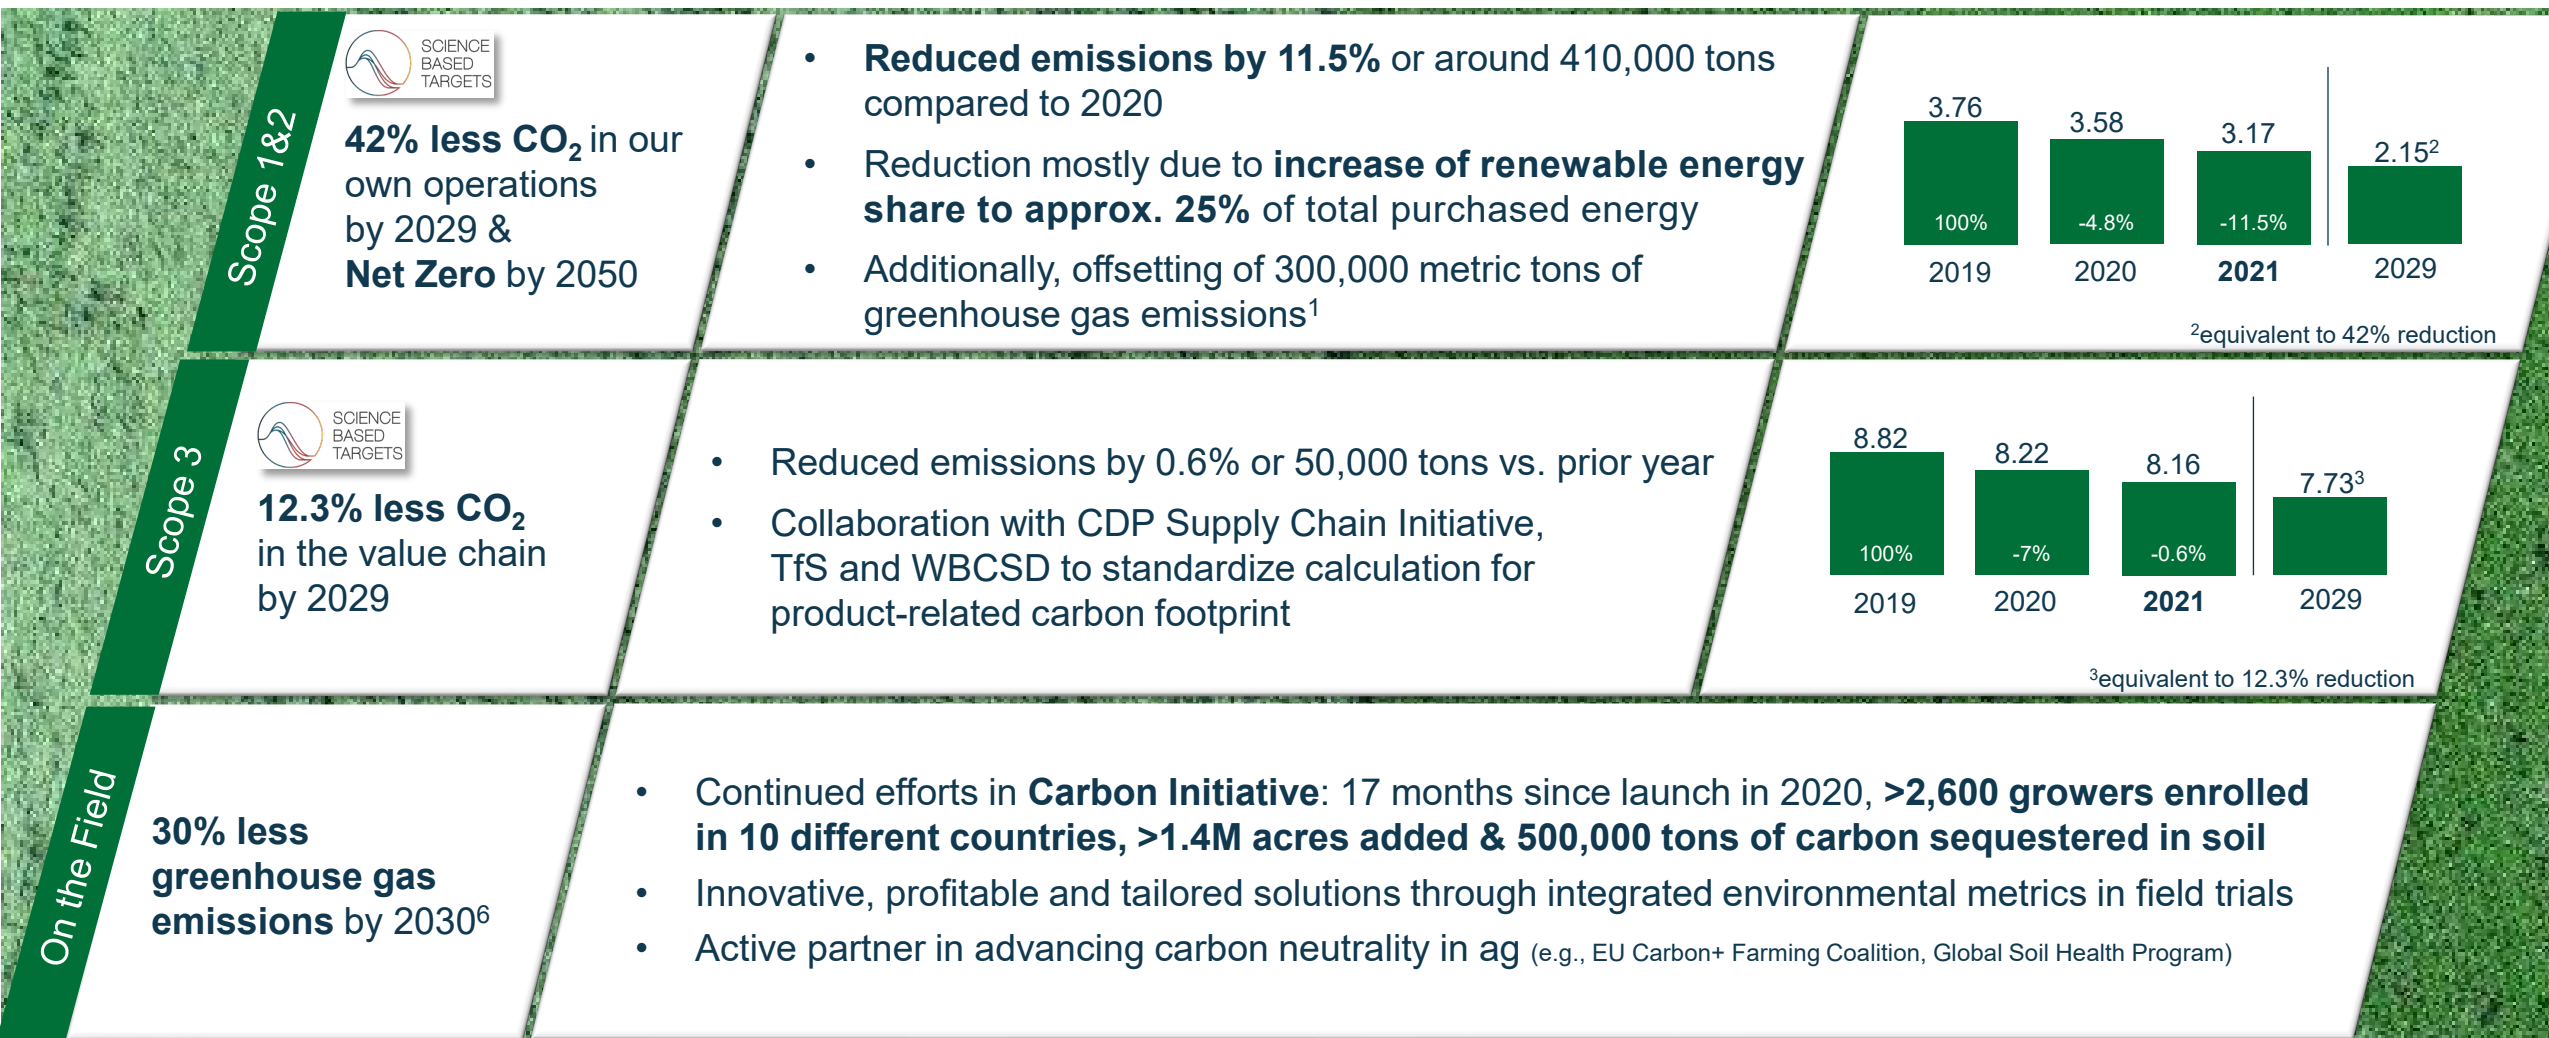 Scope 1&2
SCIENCE
BASED
TARGETS
42% less CO₂ in our
own operations
by 2029 &
Net Zero by 2050
• Reduced emissions by 11.5% or around 410,000 tons
compared to 2020
• Reduction mostly due to increase of renewable energy
share to approx. 25% of total purchased energy
• Additionally, offsetting of 300,000 metric tons of
greenhouse gas emissions¹
3.76
3.58
3.17
2.15²
100%
-4.8%
-11.5%
2019
2020
2021
2029
²equivalent to 42% reduction
Scope 3
SCIENCE
BASED
TARGETS
12.3% less CO₂
in the value chain
by 2029
• Reduced emissions by 0.6% or 50,000 tons vs. prior year
• Collaboration with CDP Supply Chain Initiative,
TfS and WBCSD to standardize calculation for
product-related carbon footprint
8.82
8.22
8.16
7.73³
100%
-7%
-0.6%
2019
2020
2021
2029
³equivalent to 12.3% reduction
On the Field
30% less
greenhouse gas
emissions by 2030⁶
• Continued efforts in Carbon Initiative: 17 months since launch in 2020, >2,600 growers enrolled
in 10 different countries, >1.4M acres added & 500,000 tons of carbon sequestered in soil
• Innovative, profitable and tailored solutions through integrated environmental metrics in field trials
• Active partner in advancing carbon neutrality in ag (e.g., EU Carbon+ Farming Coalition, Global Soil Health Program)